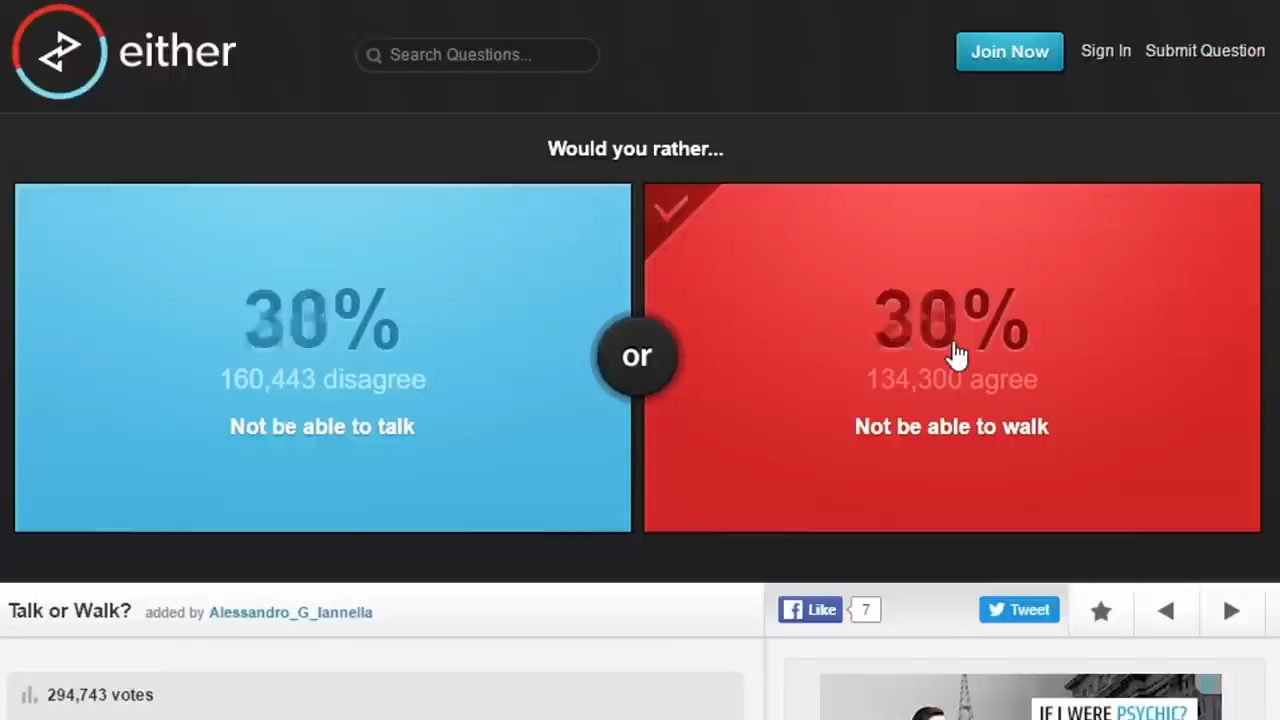 either
Search Questions...
Join Now
Sign In
Submit Question
Would you rather...
30%
160,443 disagree
Not be able to talk
or
30%
134,300 agree
Not be able to walk
Talk or Walk?
added by Alessandro_G_Iannella
Like
7
Tweet
294,743 votes
IF I WERE PSYCHIC?